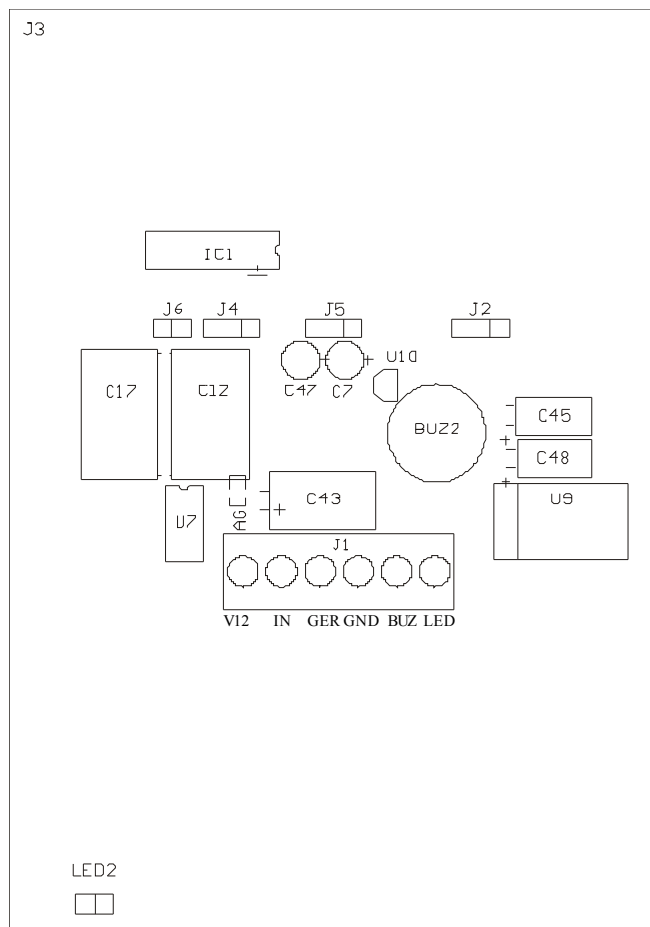 J3
IC1
J6 J4 J5 J2
U10
C47 C7
C17 C12 BUZ2 C45
C48
C43 U9
U7 AG
J1
V12 IN GER GND BUZ LED
LED2